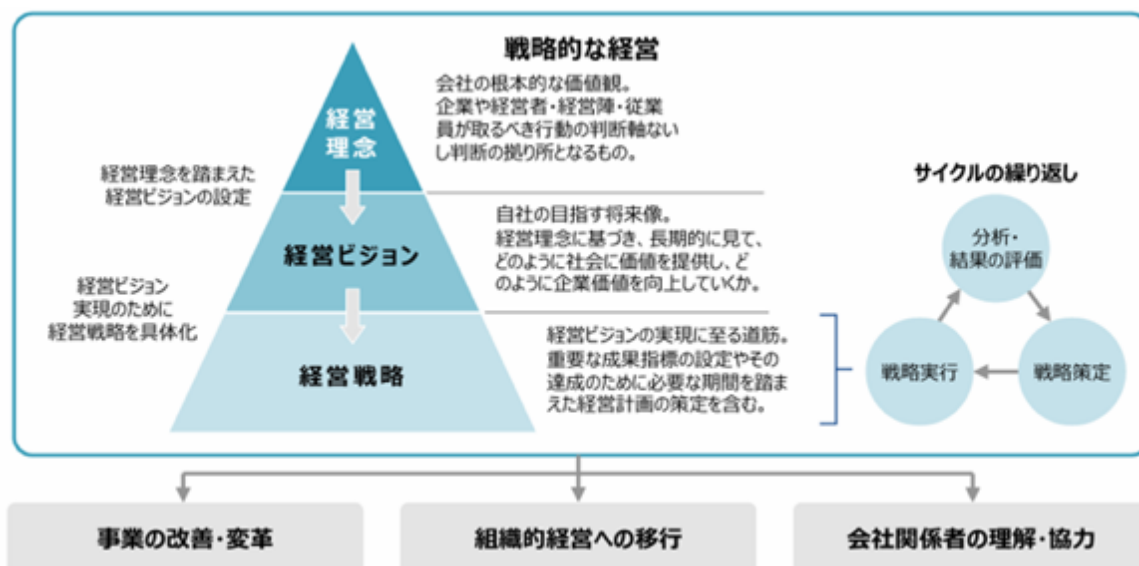 戦略的な経営
会社の根本的な価値観。
企業や経営者・経営陣・従業
員が取るべき行動の判断軸ない
し判断の拠り所となるもの。
経営
理念
経営理念を踏まえた
経営ビジョンの設定
経営ビジョン
自社の目指す将来像。
経営理念に基づき、長期的に見て、
どのように社会に価値を提供し、ど
のように企業価値を向上していくか。
経営ビジョン
実現のために
経営戦略を具体化
経営戦略
経営ビジョンの実現に至る道筋。
重要な成果指標の設定やその
達成のために必要な期間を踏ま
えた経営計画の策定を含む。
サイクルの繰り返し
分析・
結果の評価
戦略実行
戦略策定
事業の改善・変革
組織的経営への移行
会社関係者の理解・協力